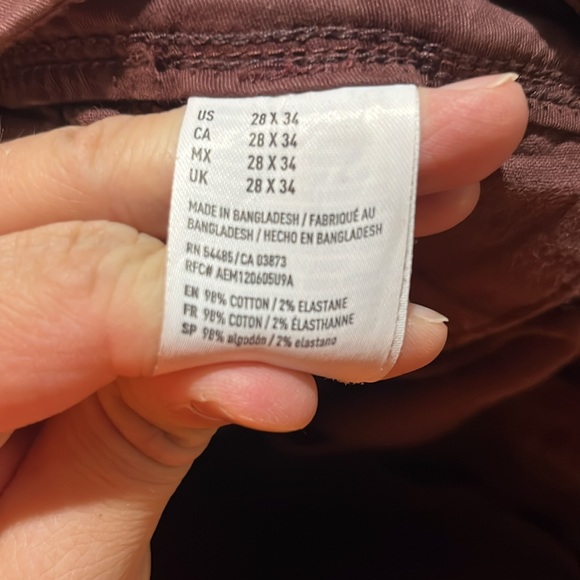 US 28 X 34
CA 28 X 34
MX 28 X 34
UK 28 X 34
MADE IN BANGLADESH / FABRIQUÉ AU
BANGLADESH / HECHO EN BANGLADESH
RN 54485 / CA 03873
RFC# AEM120605U9A
EN 98% COTTON / 2% ELASTANE
FR 98% COTON / 2% ÉLASTHANNE
SP 98% algodón / 2% elastano